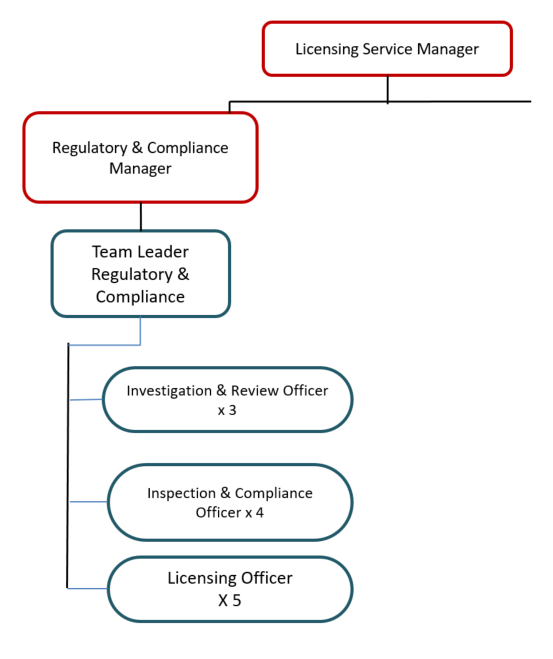 Licensing Service Manager
Regulatory & Compliance
Manager
Team Leader
Regulatory &
Compliance
Investigation & Review Officer
x 3
Inspection & Compliance
Officer x 4
Licensing Officer
X 5